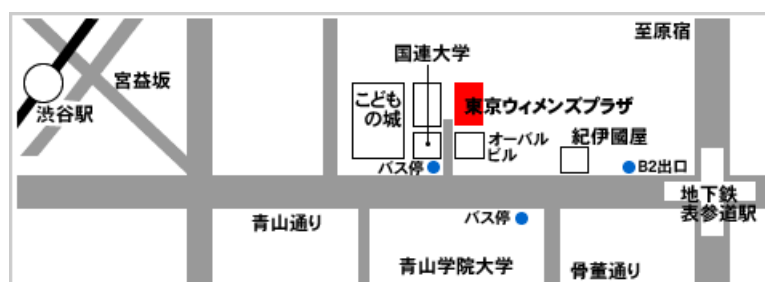 至原宿
国連大学
宮益坂
渋谷駅
こども
の城
東京ウィメンズプラザ
オーバル
ビル
紀伊國屋
バス停
B2出口
地下鉄
表参道駅
青山通り
バス停
青山学院大学
骨董通り